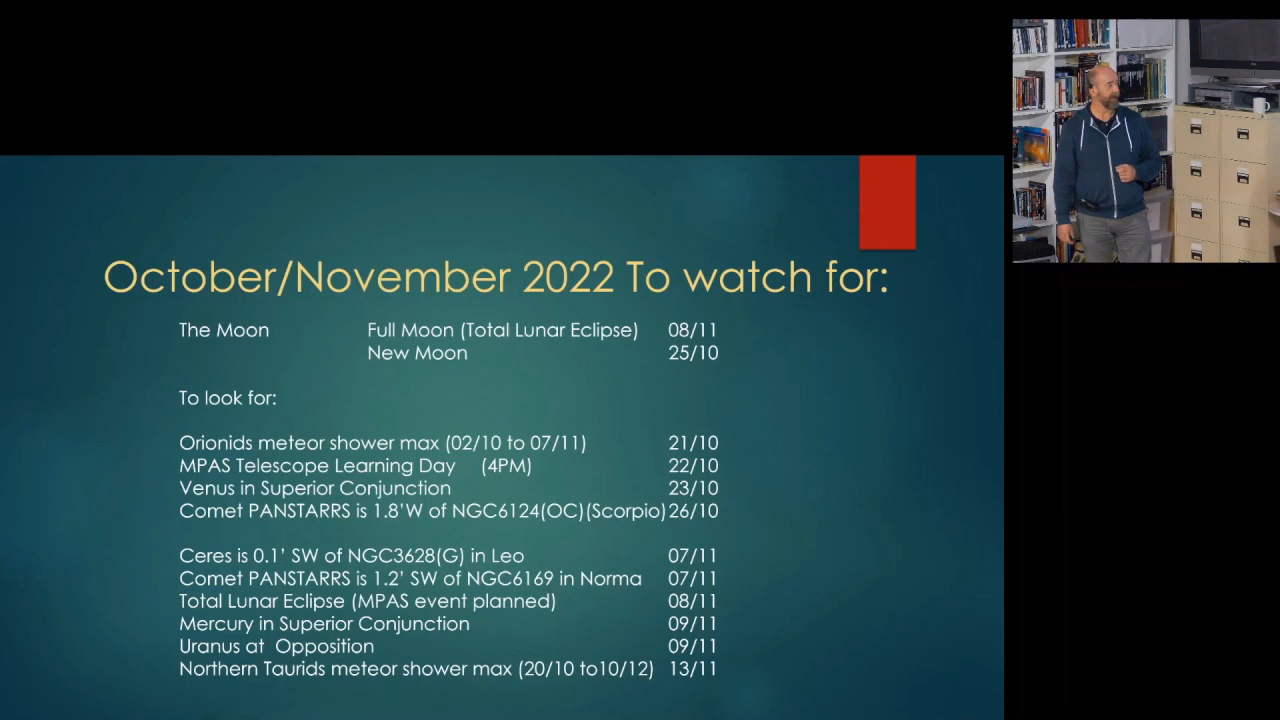 October/November 2022 To watch for:
The Moon Full Moon (Total Lunar Eclipse) 08/11
New Moon 25/10
To look for:
Orionids meteor shower max (02/10 to 07/11) 21/10
MPAS Telescope Learning Day (4PM) 22/10
Venus in Superior Conjunction 23/10
Comet PANSTARRS is 1.8'W of NGC6124(OC)(Scorpio) 26/10
Ceres is 0.1' SW of NGC3628(G) in Leo 07/11
Comet PANSTARRS is 1.2' SW of NGC6169 in Norma 07/11
Total Lunar Eclipse (MPAS event planned) 08/11
Mercury in Superior Conjunction 09/11
Uranus at Opposition 09/11
Northern Taurids meteor shower max (20/10 to10/12) 13/11